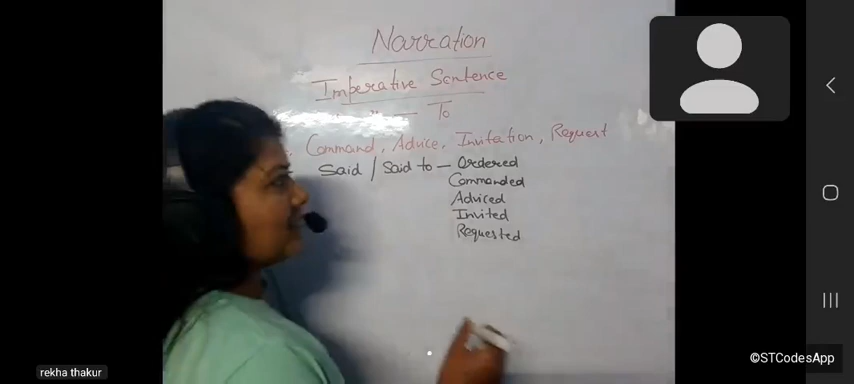 Narration
Imperative Sentence
" — To
Command, Advice, Invitation, Request
Said / Said to — Ordered
Commanded
Adviced
Invited
Requested
rekha thakur
©STCodesApp